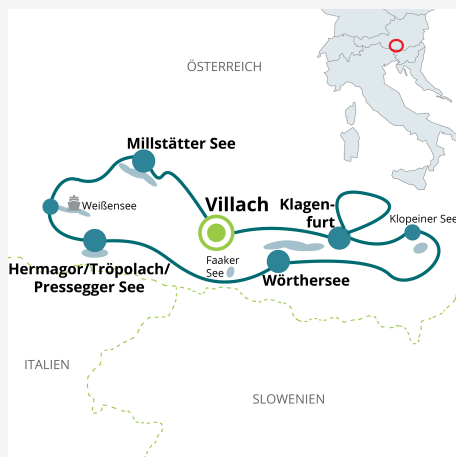 ÖSTERREICH
Millstätter See
Weißensee
Villach
Klagen-
furt
Klopeiner See
Faaker
See
Hermagor/Tröpolach/
Pressegger See
Wörthersee
ITALIEN
SLOWENIEN